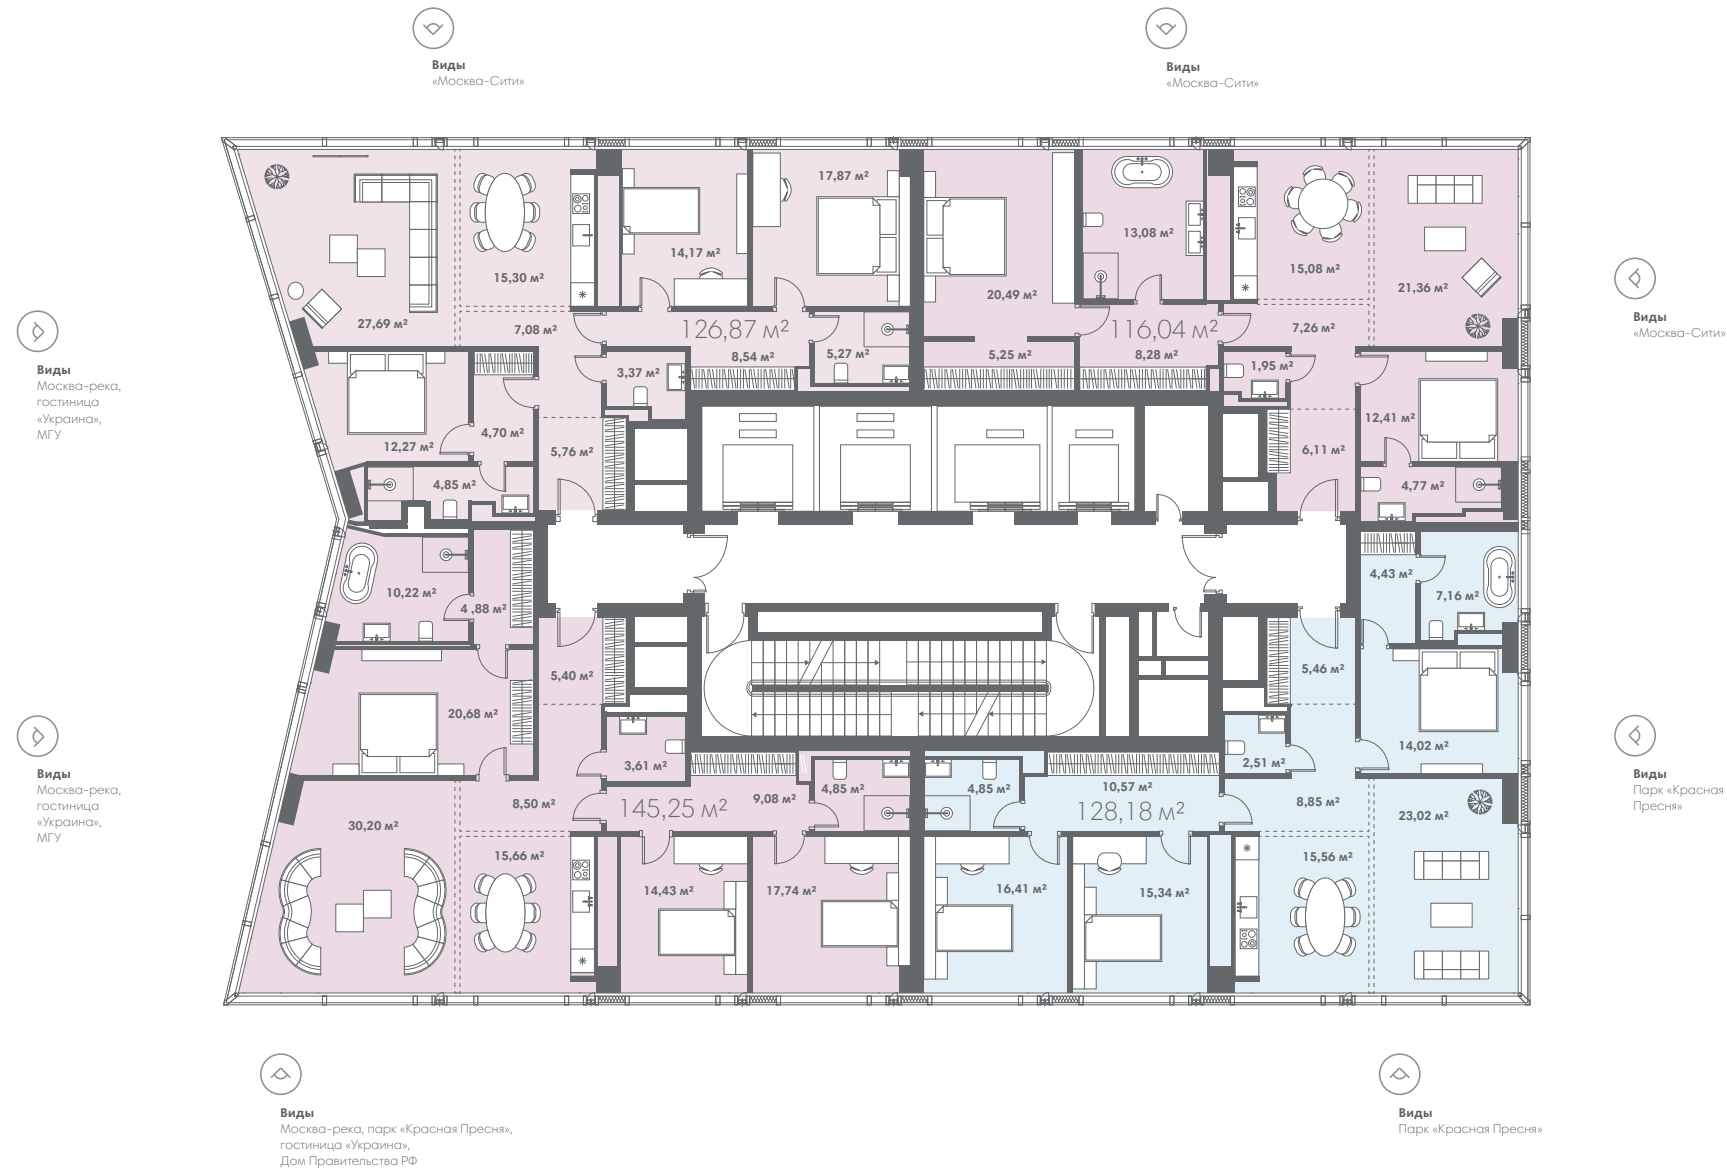 Виды
«Москва-Сити»
Виды
«Москва-Сити»
17,87 м²
14,17 м²
13,08 м²
15,30 м²
20,49 м²
15,08 м²
21,36 м²
27,69 м²
7,08 м²
126,87 м²
116,04 м²
7,26 м²
8,54 м²
5,27 м²
5,25 м²
8,28 м²
1,95 м²
3,37 м²
12,27 м²
4,70 м²
5,76 м²
6,11 м²
12,41 м²
4,85 м²
4,77 м²
Виды
«Москва-Сити»
Виды
Москва-река,
гостиница
«Украина»,
МГУ
10,22 м²
4,88 м²
4,43 м²
7,16 м²
5,40 м²
5,46 м²
20,68 м²
14,02 м²
3,61 м²
2,51 м²
8,50 м²
145,25 м²
9,08 м²
4,85 м²
4,85 м²
10,57 м²
128,18 м²
8,85 м²
23,02 м²
30,20 м²
15,66 м²
14,43 м²
17,74 м²
16,41 м²
15,34 м²
15,56 м²
Виды
Москва-река,
гостиница
«Украина»,
МГУ
Виды
Парк «Красная
Пресня»
Виды
Москва-река, парк «Красная Пресня»,
гостиница «Украина»,
Дом Правительства РФ
Виды
Парк «Красная Пресня»